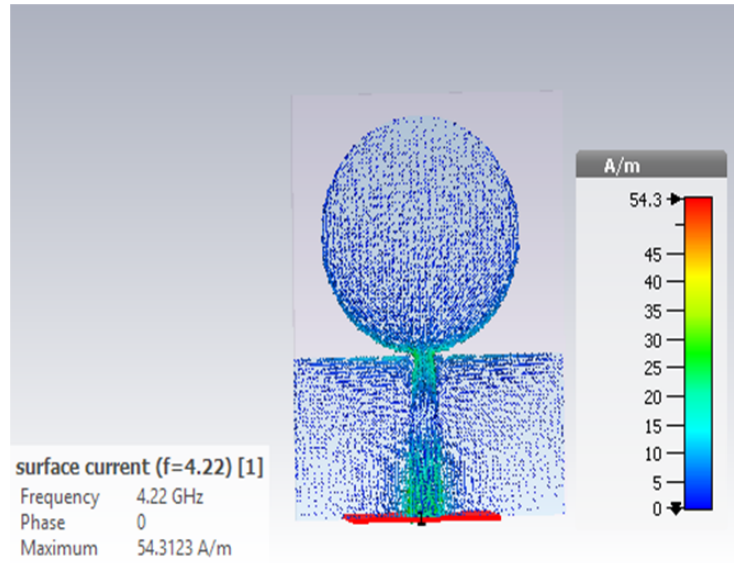 A/m
54.3
45
40
35
30
25
20
15
10
5
0
surface current (f=4.22) [1]
Frequency 4.22 GHz
Phase 0
Maximum 54.3123 A/m